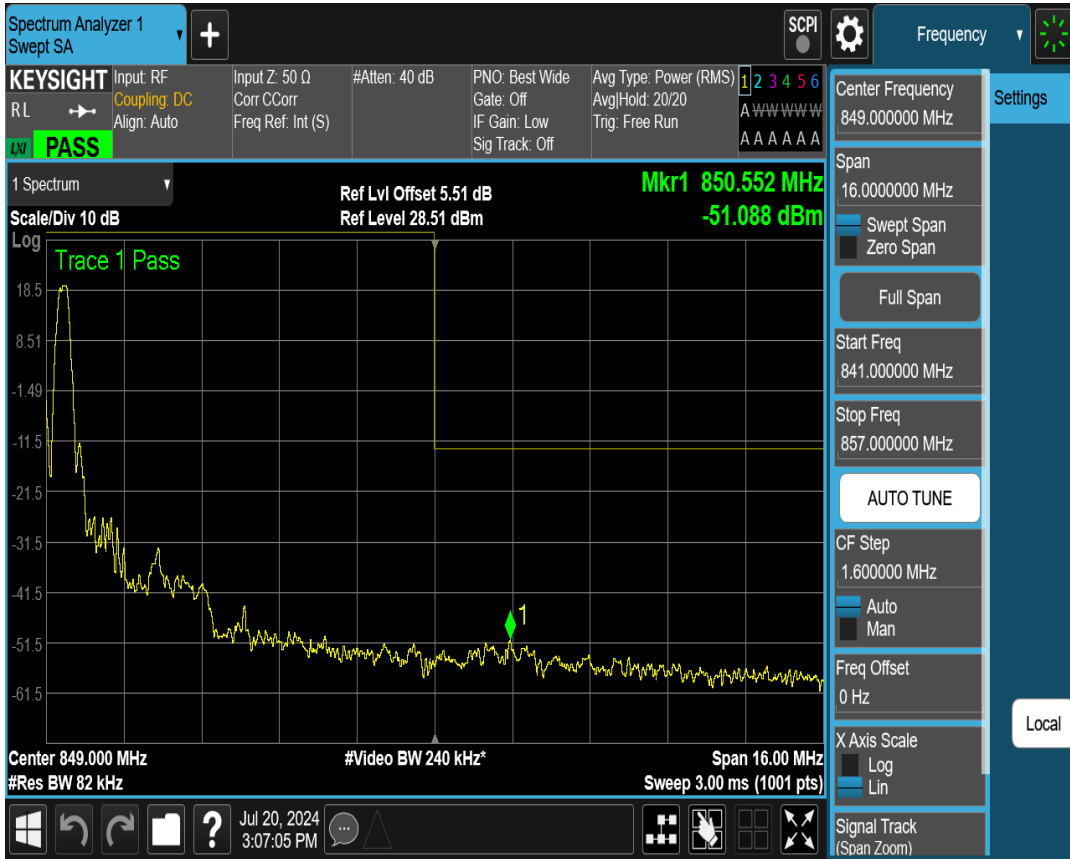 Spectrum Analyzer 1
Swept SA
+
SCPI
Frequency
KEYSIGHT
RL
LXI
PASS
Input: RF
Coupling: DC
Align: Auto
Input Z: 50 Ω
Corr CCorr
Freq Ref: Int (S)
#Atten: 40 dB
PNO: Best Wide
Gate: Off
IF Gain: Low
Sig Track: Off
Avg Type: Power (RMS)
Avg|Hold: 20/20
Trig: Free Run
1 2 3 4 5 6
A W W W W W
A A A A A A
1 Spectrum
Scale/Div 10 dB
Ref Lvl Offset 5.51 dB
Ref Level 28.51 dBm
Mkr1 850.552 MHz
-51.088 dBm
Log
Trace 1 Pass
18.5
8.51
-1.49
-11.5
-21.5
-31.5
-41.5
-51.5
-61.5
1
Center 849.000 MHz
#Res BW 82 kHz
#Video BW 240 kHz*
Span 16.00 MHz
Sweep 3.00 ms (1001 pts)
Center Frequency
849.000000 MHz
Span
16.0000000 MHz
Swept Span
Zero Span
Full Span
Start Freq
841.000000 MHz
Stop Freq
857.000000 MHz
AUTO TUNE
CF Step
1.600000 MHz
Auto
Man
Freq Offset
0 Hz
X Axis Scale
Log
Lin
Signal Track
(Span Zoom)
Settings
Local
?
Jul 20, 2024
3:07:05 PM